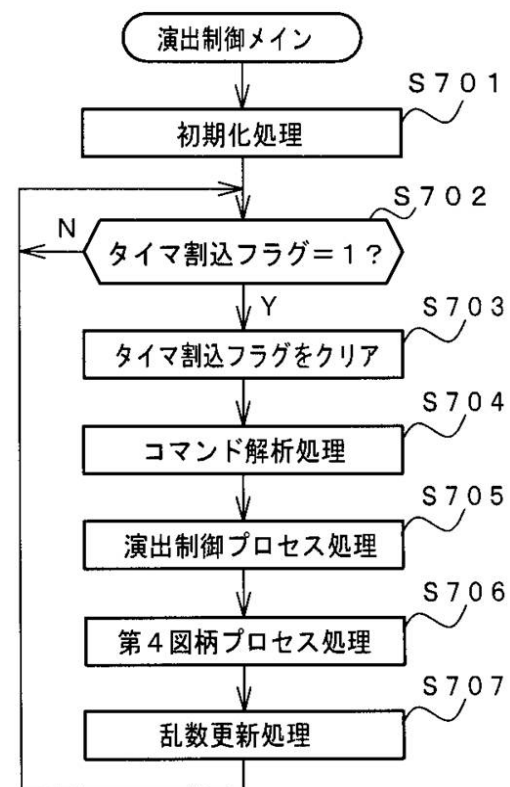 演出制御メイン
S701
初期化処理
S702
N
タイマ割込フラグ＝1？
Y
S703
タイマ割込フラグをクリア
S704
コマンド解析処理
S705
演出制御プロセス処理
S706
第4図柄プロセス処理
S707
乱数更新処理